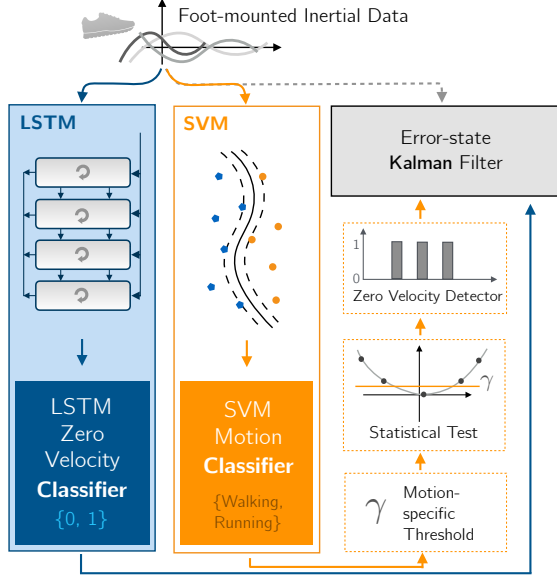 Foot-mounted Inertial Data
LSTM
SVM
Error-state
Kalman Filter
1
0
Zero Velocity Detector
γ
Statistical Test
LSTM
Zero
Velocity
Classifier
{0, 1}
SVM
Motion
Classifier
{Walking,
Running}
γ
Motion-
specific
Threshold